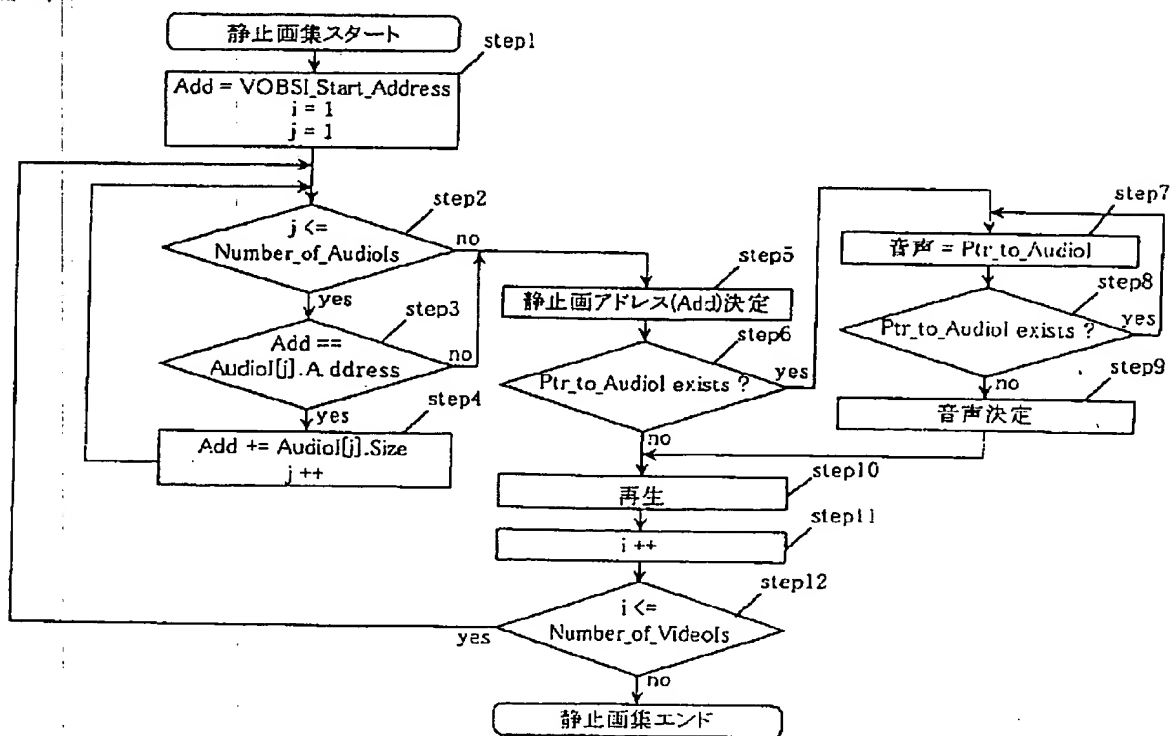 静止画集スタート
step1
Add = VOBSI_Start_Address
i = 1
j = 1
step2
j <=
Number_of_AudioIs
no
yes
step3
Add ==
AudioI[j].A ddress
no
yes
step4
Add += AudioI[j].Size
j ++
step5
静止画アドレス(Add)決定
step6
Ptr_to_AudioI exists ?
yes
no
step7
音声 = Ptr_to_AudioI
step8
Ptr_to_AudioI exists ?
yes
no
step9
音声決定
step10
再生
step11
i ++
step12
i <=
Number_of_VideoIs
yes
no
静止画集エンド